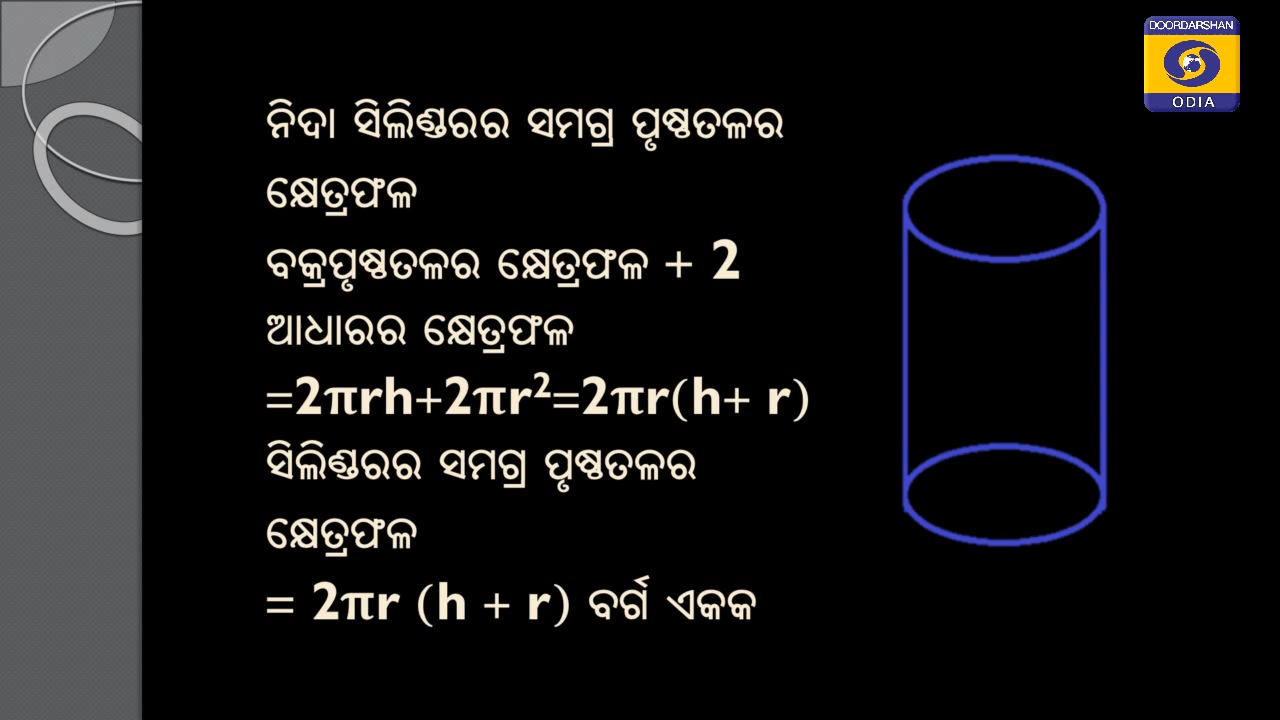 DOORDARSHAN
ODIA
ନିଦା ସିଲିଣ୍ଡରର ସମଗ୍ର ପୃଷ୍ଠତଳର
କ୍ଷେତ୍ରଫଳ
ବକ୍ରପୃଷ୍ଠତଳର କ୍ଷେତ୍ରଫଳ + 2
ଆଧାରର କ୍ଷେତ୍ରଫଳ
=2πrh+2πr²=2πr(h+ r)
ସିଲିଣ୍ଡରର ସମଗ୍ର ପୃଷ୍ଠତଳର
କ୍ଷେତ୍ରଫଳ
= 2πr (h + r) ବର୍ଗ ଏକକ